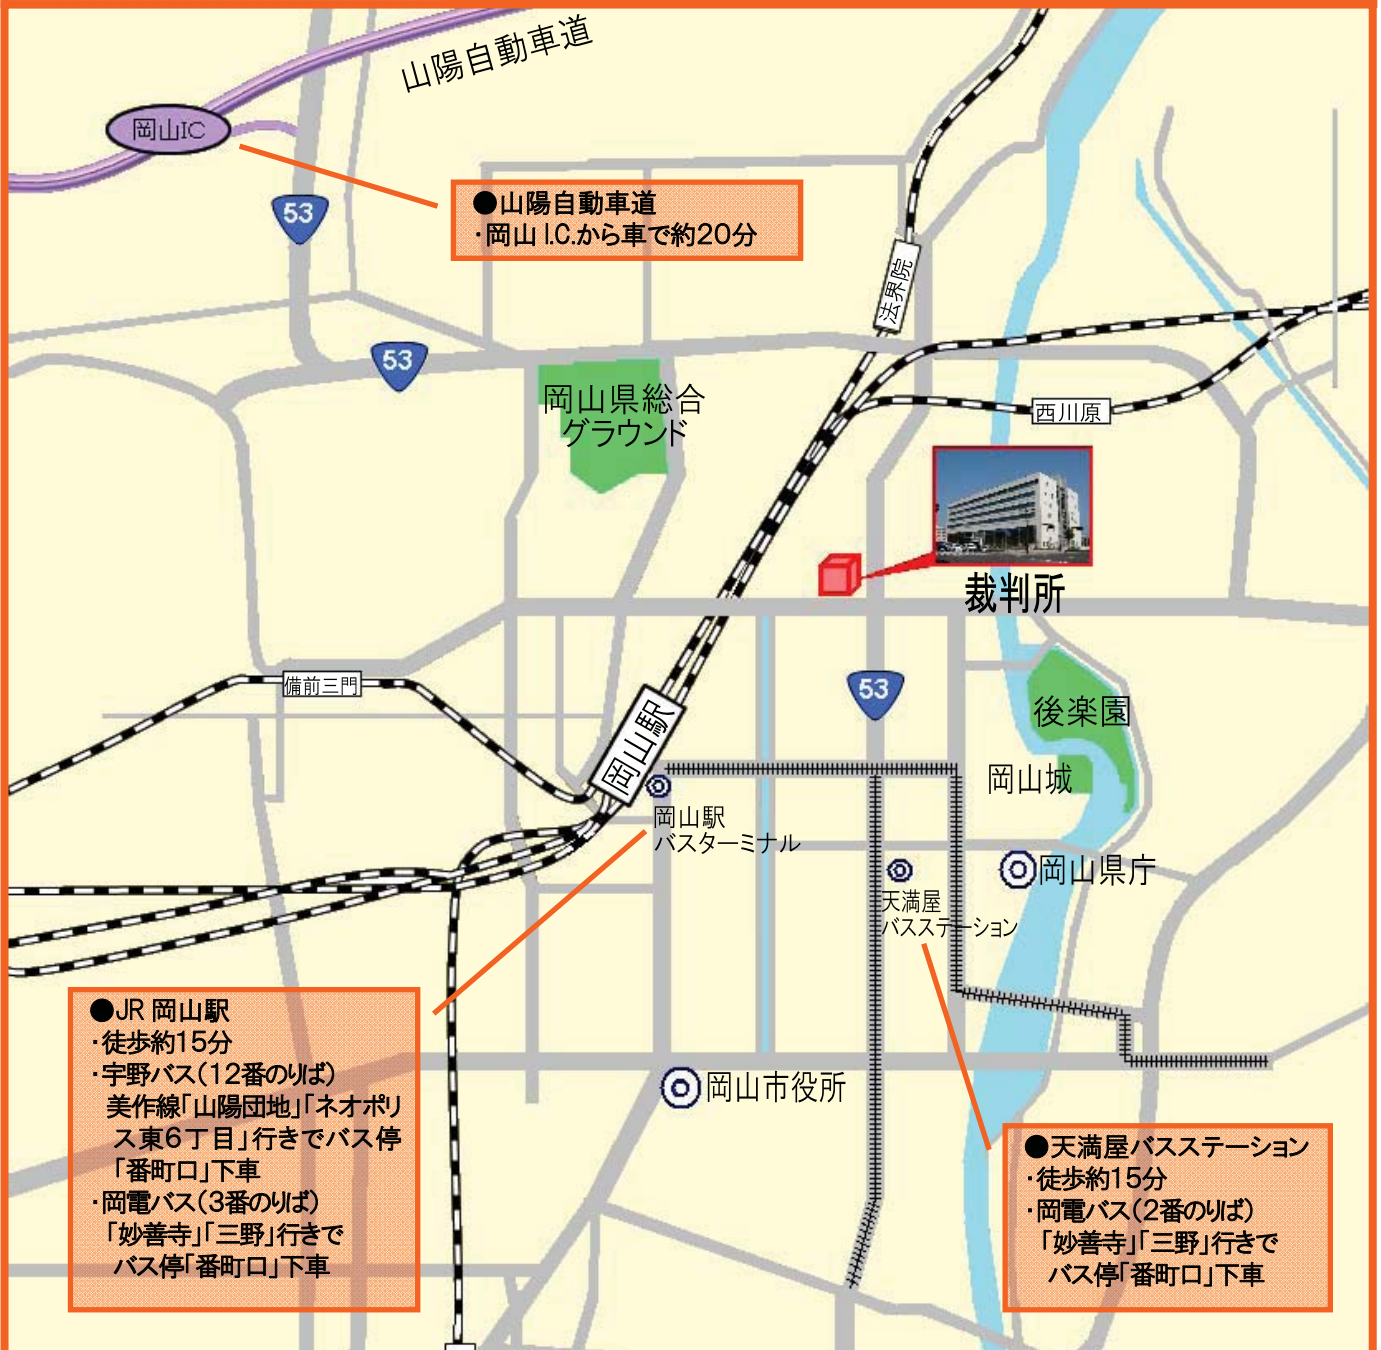 山陽自動車道
岡山IC
●山陽自動車道
・岡山 I.C.から車で約20分
53
法界院
53
岡山県総合
グラウンド
西川原
裁判所
備前三門
岡山駅
53
後楽園
岡山城
岡山駅
バスターミナル
岡山県庁
天満屋
バスステーション
●JR 岡山駅
・徒歩約15分
・宇野バス(12番のりば)
美作線「山陽団地」「ネオポリ
ス東6丁目」行きでバス停
「番町口」下車
・岡電バス(3番のりば)
「妙善寺」「三野」行きで
バス停「番町口」下車
岡山市役所
●天満屋バスステーション
・徒歩約15分
・岡電バス(2番のりば)
「妙善寺」「三野」行きで
バス停「番町口」下車